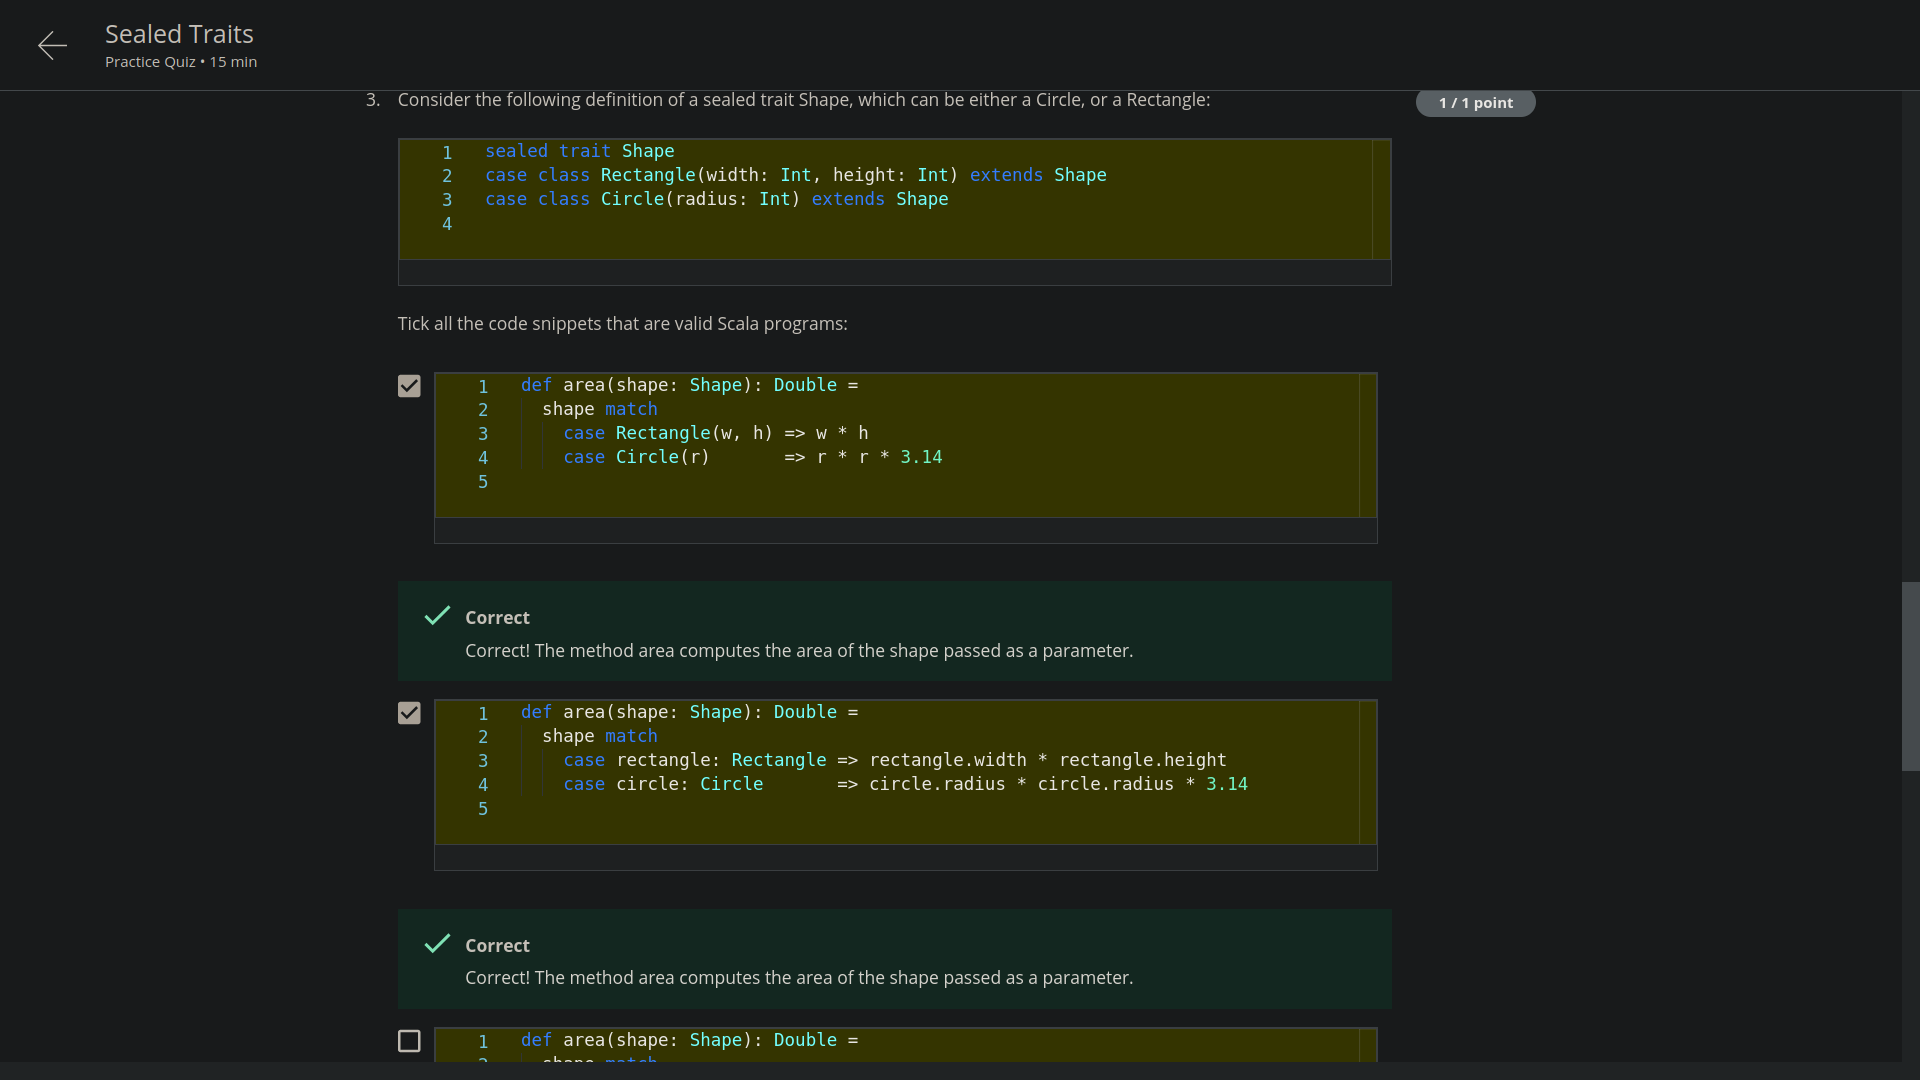 Sealed Traits
Practice Quiz • 15 min
3. Consider the following definition of a sealed trait Shape, which can be either a Circle, or a Rectangle:
1 / 1 point
1 sealed trait Shape
2 case class Rectangle(width: Int, height: Int) extends Shape
3 case class Circle(radius: Int) extends Shape
4
Tick all the code snippets that are valid Scala programs:
1 def area(shape: Shape): Double =
2 shape match
3 case Rectangle(w, h) => w * h
4 case Circle(r) => r * r * 3.14
5
Correct
Correct! The method area computes the area of the shape passed as a parameter.
1 def area(shape: Shape): Double =
2 shape match
3 case rectangle: Rectangle => rectangle.width * rectangle.height
4 case circle: Circle => circle.radius * circle.radius * 3.14
5
Correct
Correct! The method area computes the area of the shape passed as a parameter.
1 def area(shape: Shape): Double =
2 shape match